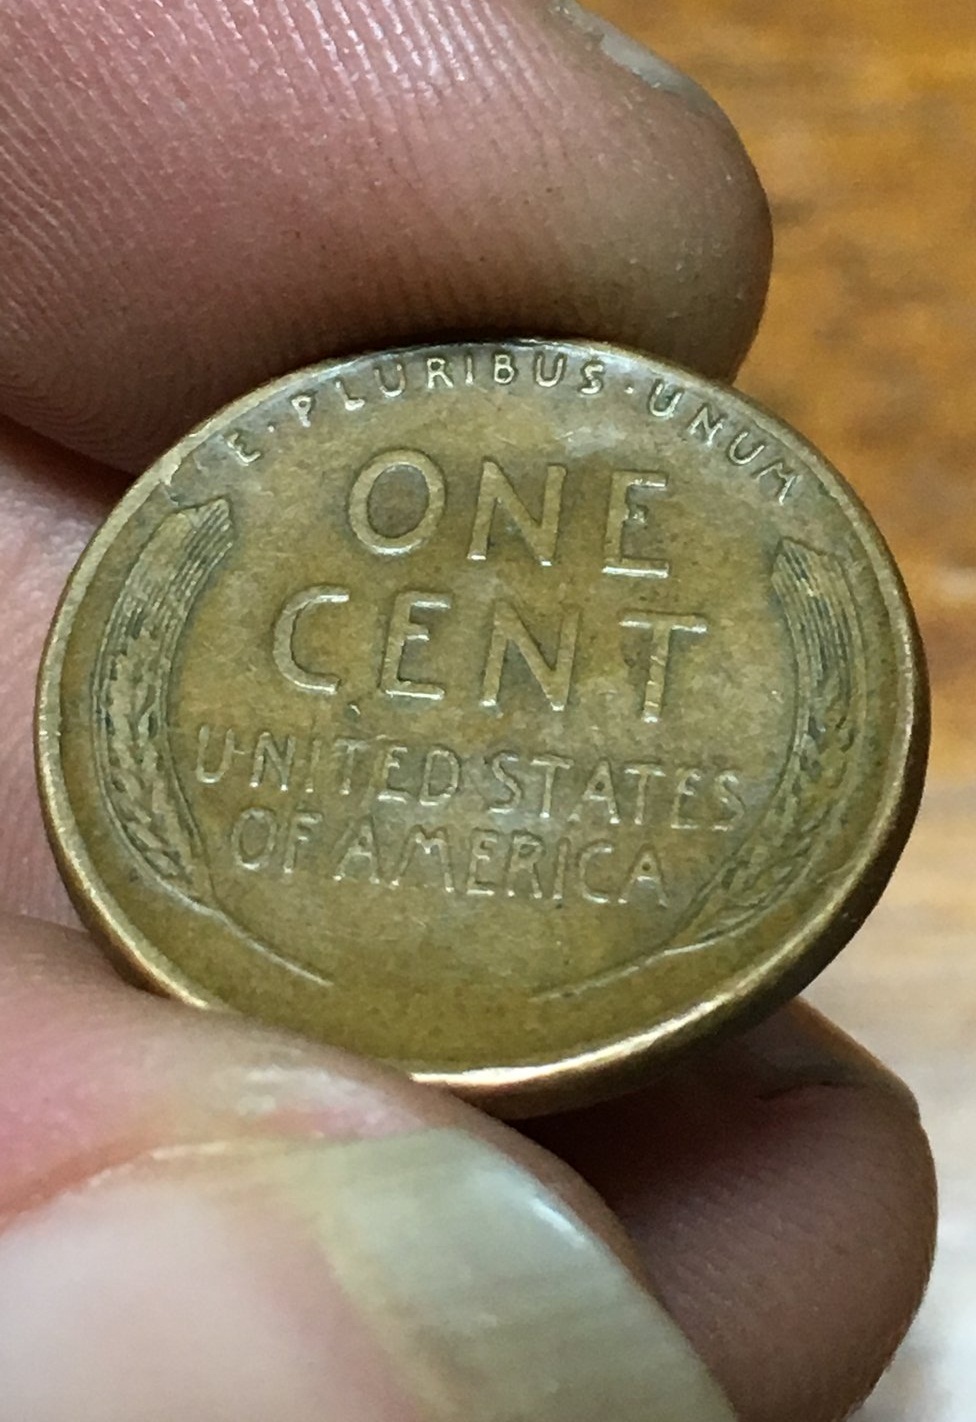 E·PLURIBUS·UNUM
ONE
CENT
UNITED STATES
OF AMERICA